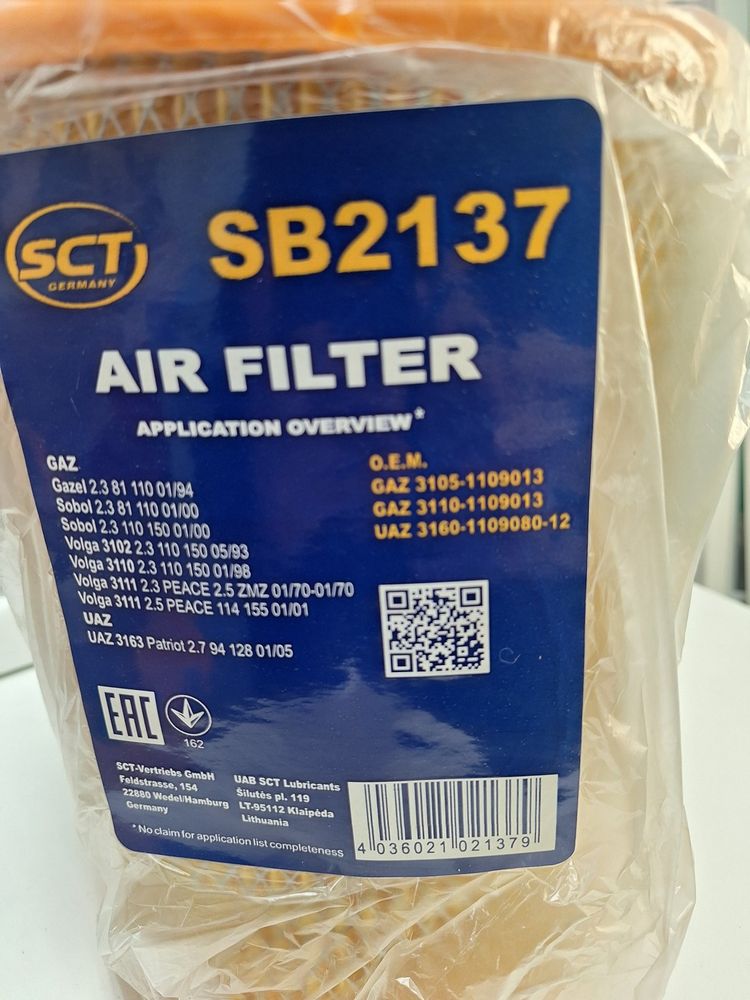 SCT
GERMANY
SB2137
AIR FILTER
APPLICATION OVERVIEW*
GAZ
Gazel 2.3 81 110 01/94
Sobol 2.3 81 110 01/00
Sobol 2.3 110 150 01/00
Volga 3102 2.3 110 150 05/93
Volga 3110 2.3 110 150 01/98
Volga 3111 2.3 PEACE 2.5 ZMZ 01/70-01/70
Volga 3111 2.5 PEACE 114 155 01/01
UAZ
UAZ 3163 Patriot 2.7 94 128 01/05
O.E.M.
GAZ 3105-1109013
GAZ 3110-1109013
UAZ 3160-1109080-12
EAC
162
SCT-Vertriebs GmbH
Feldstrasse, 154
22880 Wedel/Hamburg
Germany
UAB SCT Lubricants
Šilutės pl. 119
LT-95112 Klaipėda
Lithuania
* No claim for application list completeness
4 036021 021379